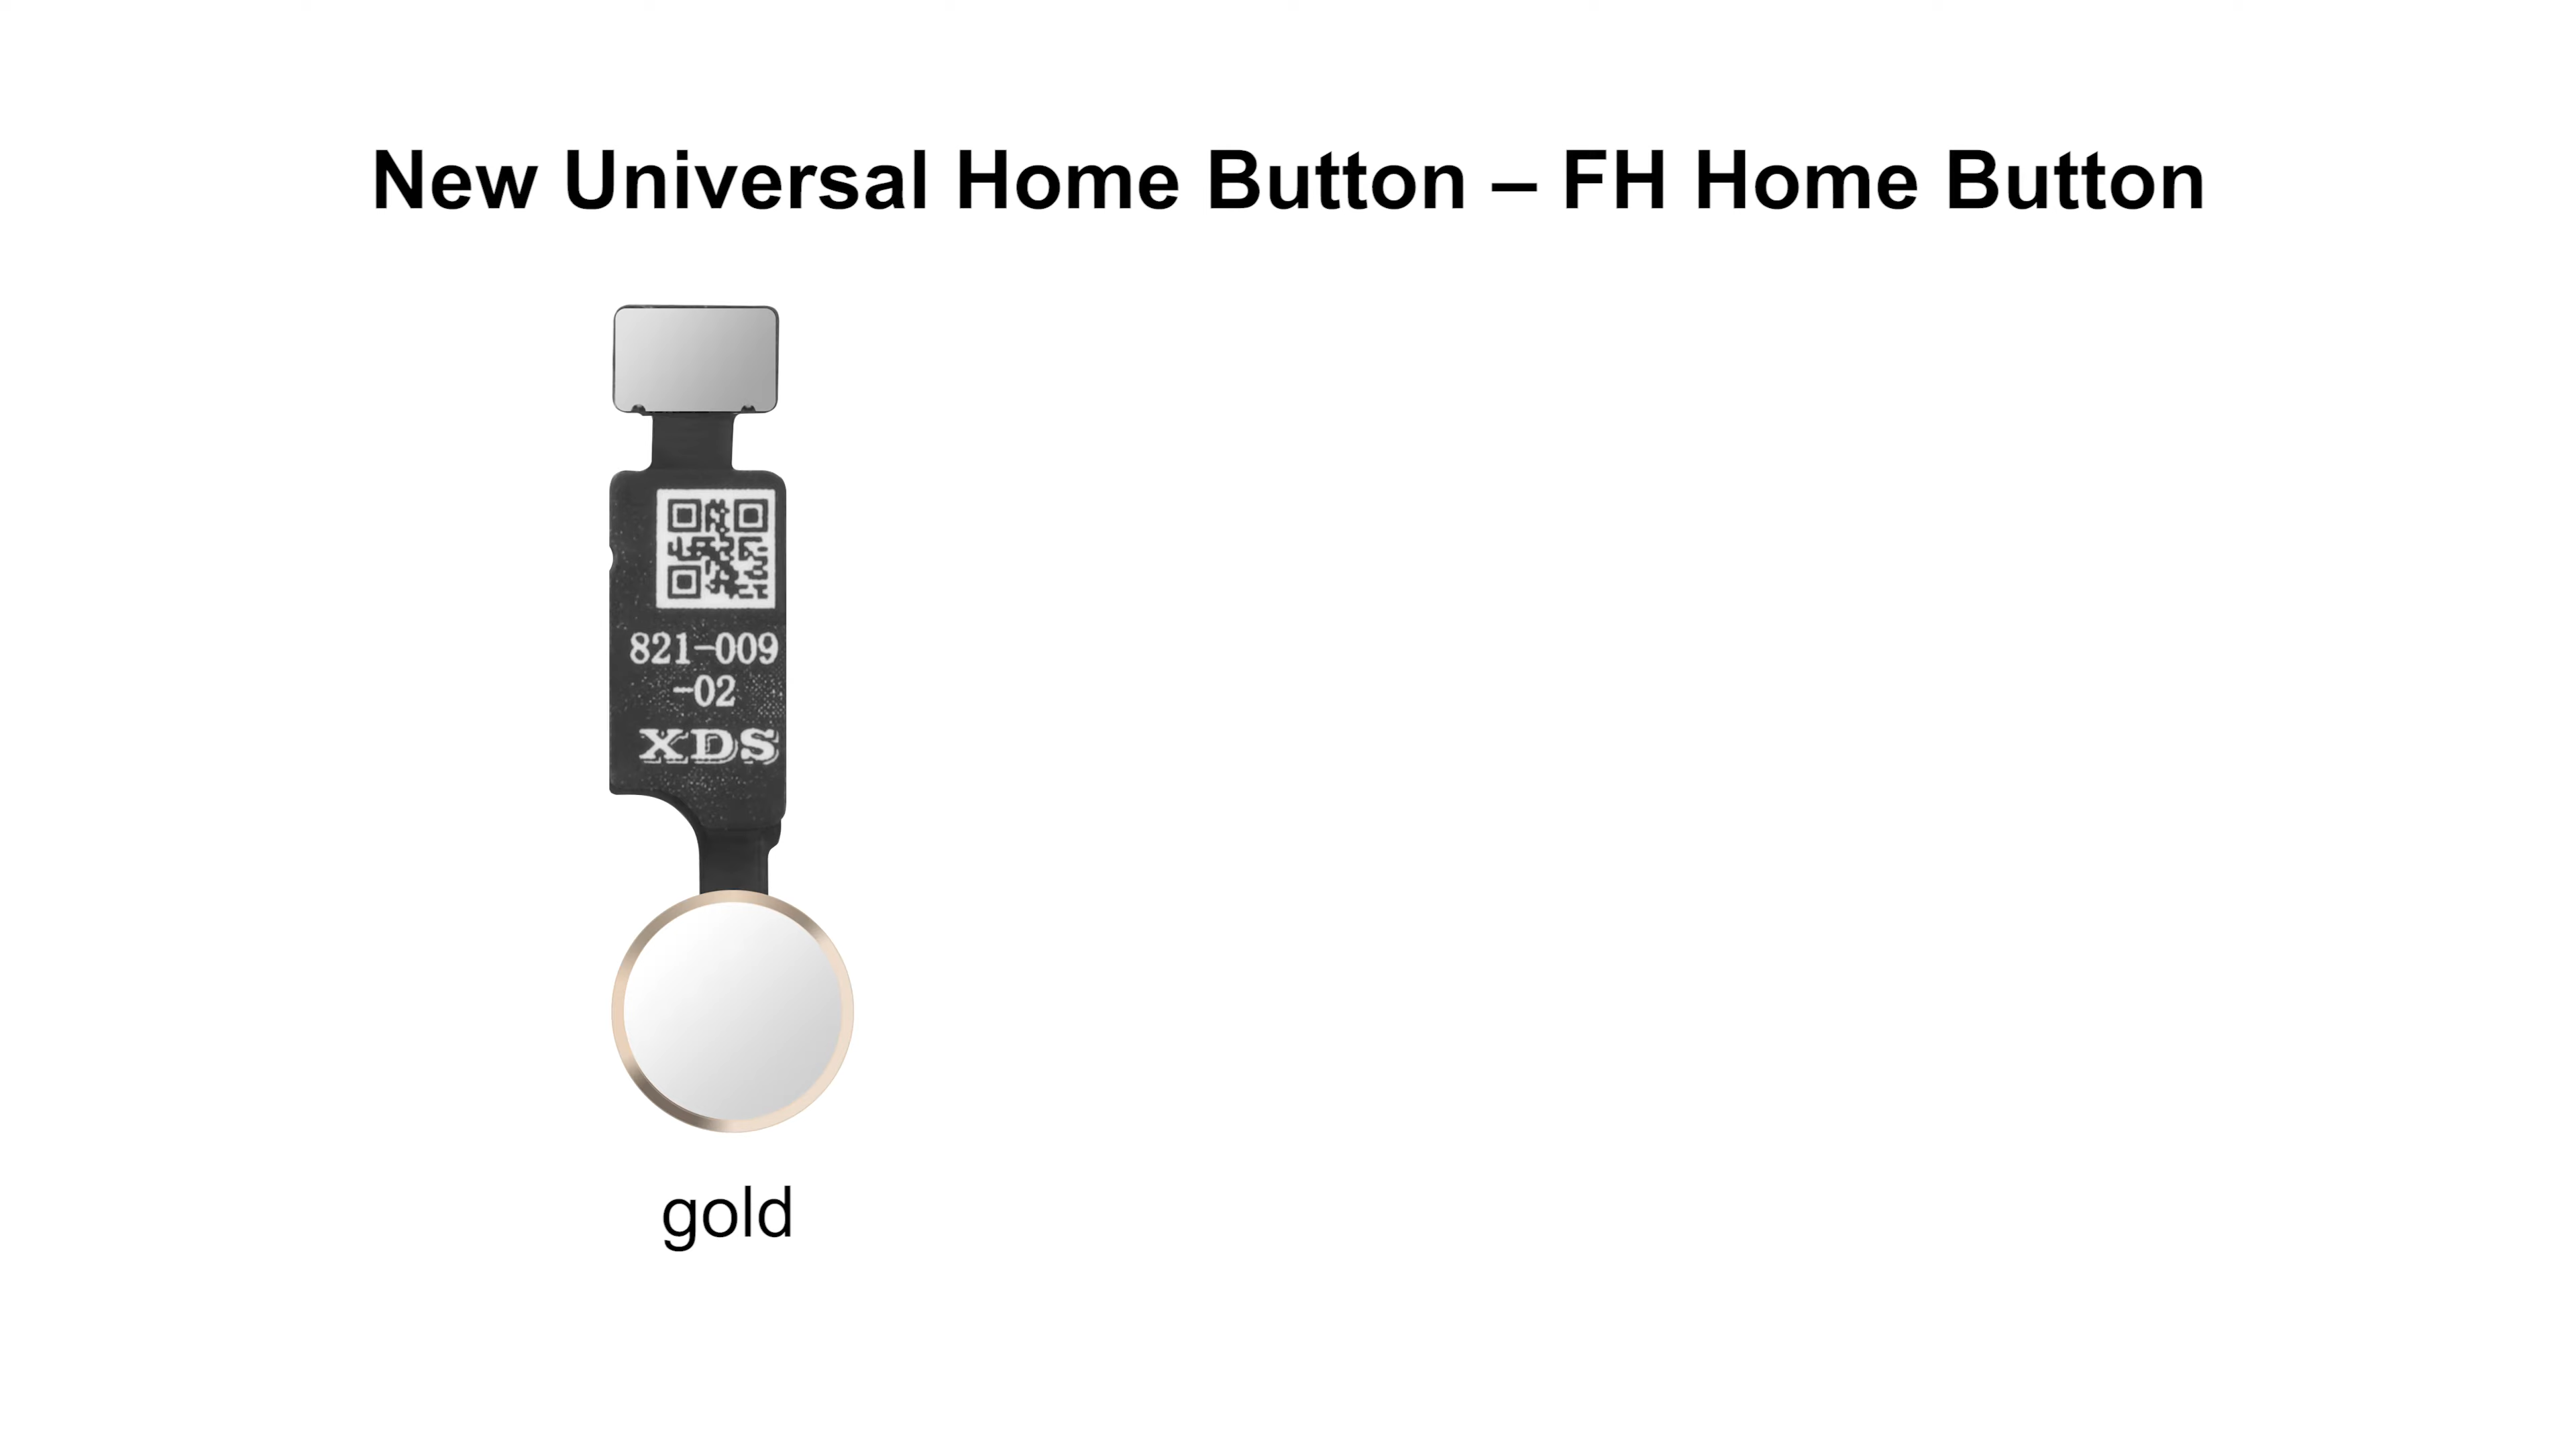 New Universal Home Button – FH Home Button
821-009
-02
XDS
gold